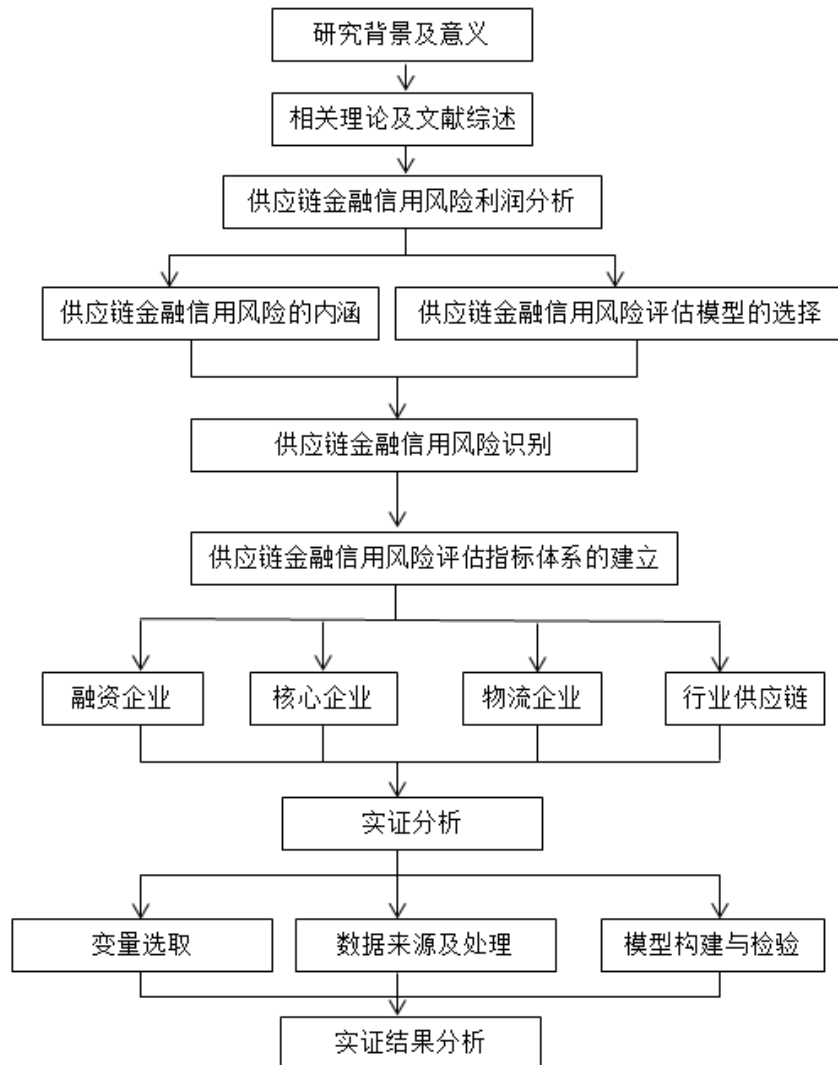 研究背景及意义
相关理论及文献综述
供应链金融信用风险利润分析
供应链金融信用风险的内涵
供应链金融信用风险评估模型的选择
供应链金融信用风险识别
供应链金融信用风险评估指标体系的建立
融资企业
核心企业
物流企业
行业供应链
实证分析
变量选取
数据来源及处理
模型构建与检验
实证结果分析